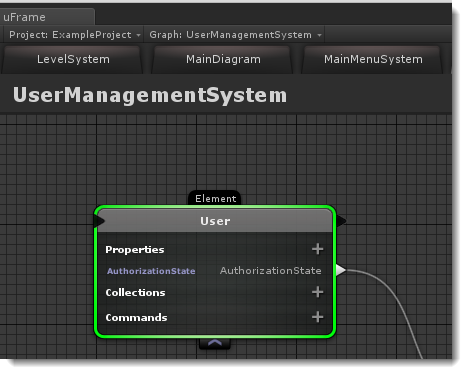 uFrame
Project: ExampleProject Graph: UserManagementSystem
LevelSystem MainDiagram MainMenuSystem
UserManagementSystem
Element
User
Properties +
AuthorizationState AuthorizationState
Collections +
Commands +